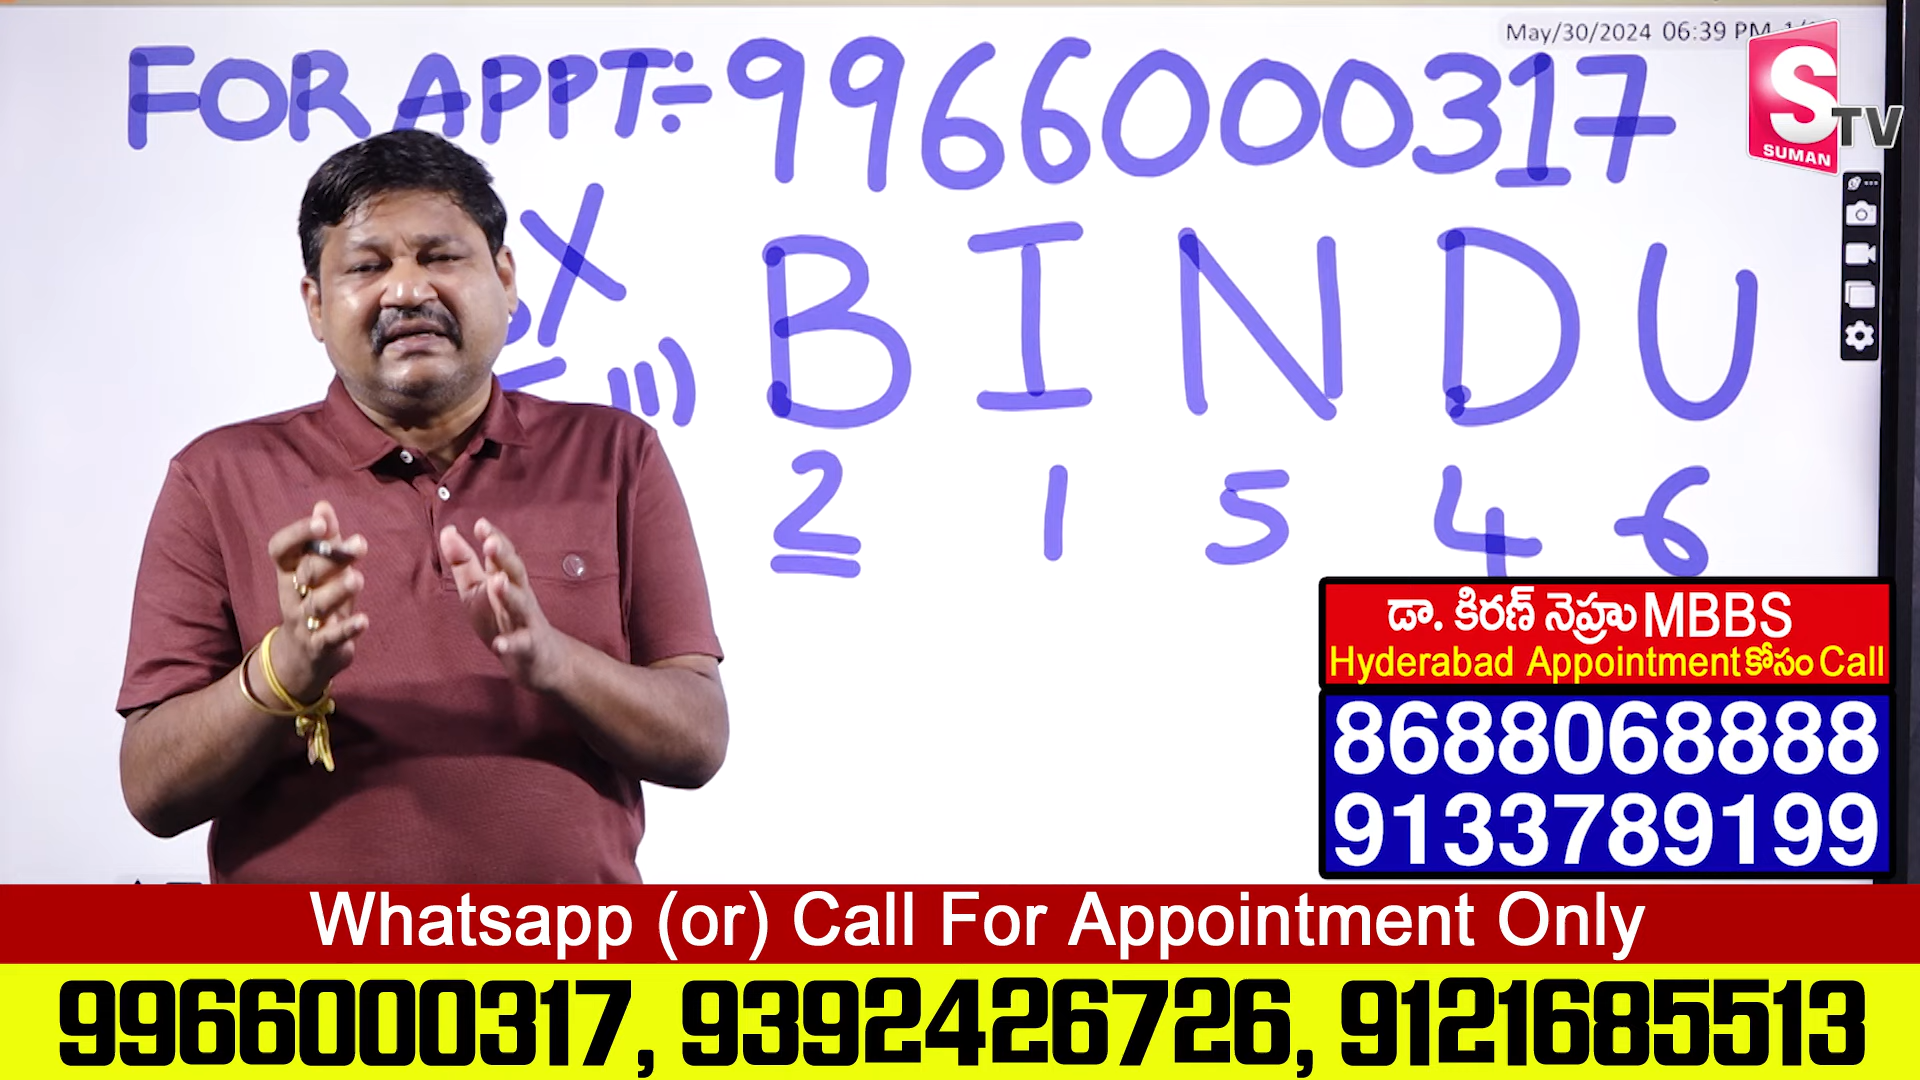 May/30/2024 06:39 PM
FOR APPT:- 9966000317
S TV
SUMAN
X
BINDU
2 1 5 4 6
డా. కిరణ్ నెహ్రు MBBS
Hyderabad Appointment కోసం Call
8688068888
9133789199
Whatsapp (or) Call For Appointment Only
9966000317, 9392426726, 9121685513